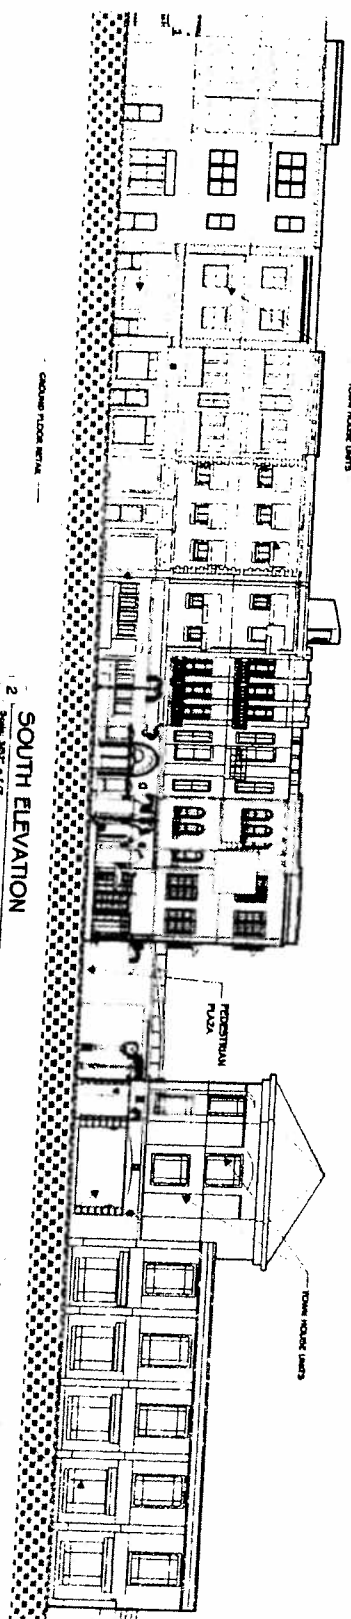 TOWN HOUSE UNITS
PEDESTRIAN
PLAZA
TOWN HOUSE UNITS
GROUND FLOOR RETAIL
2
SOUTH ELEVATION